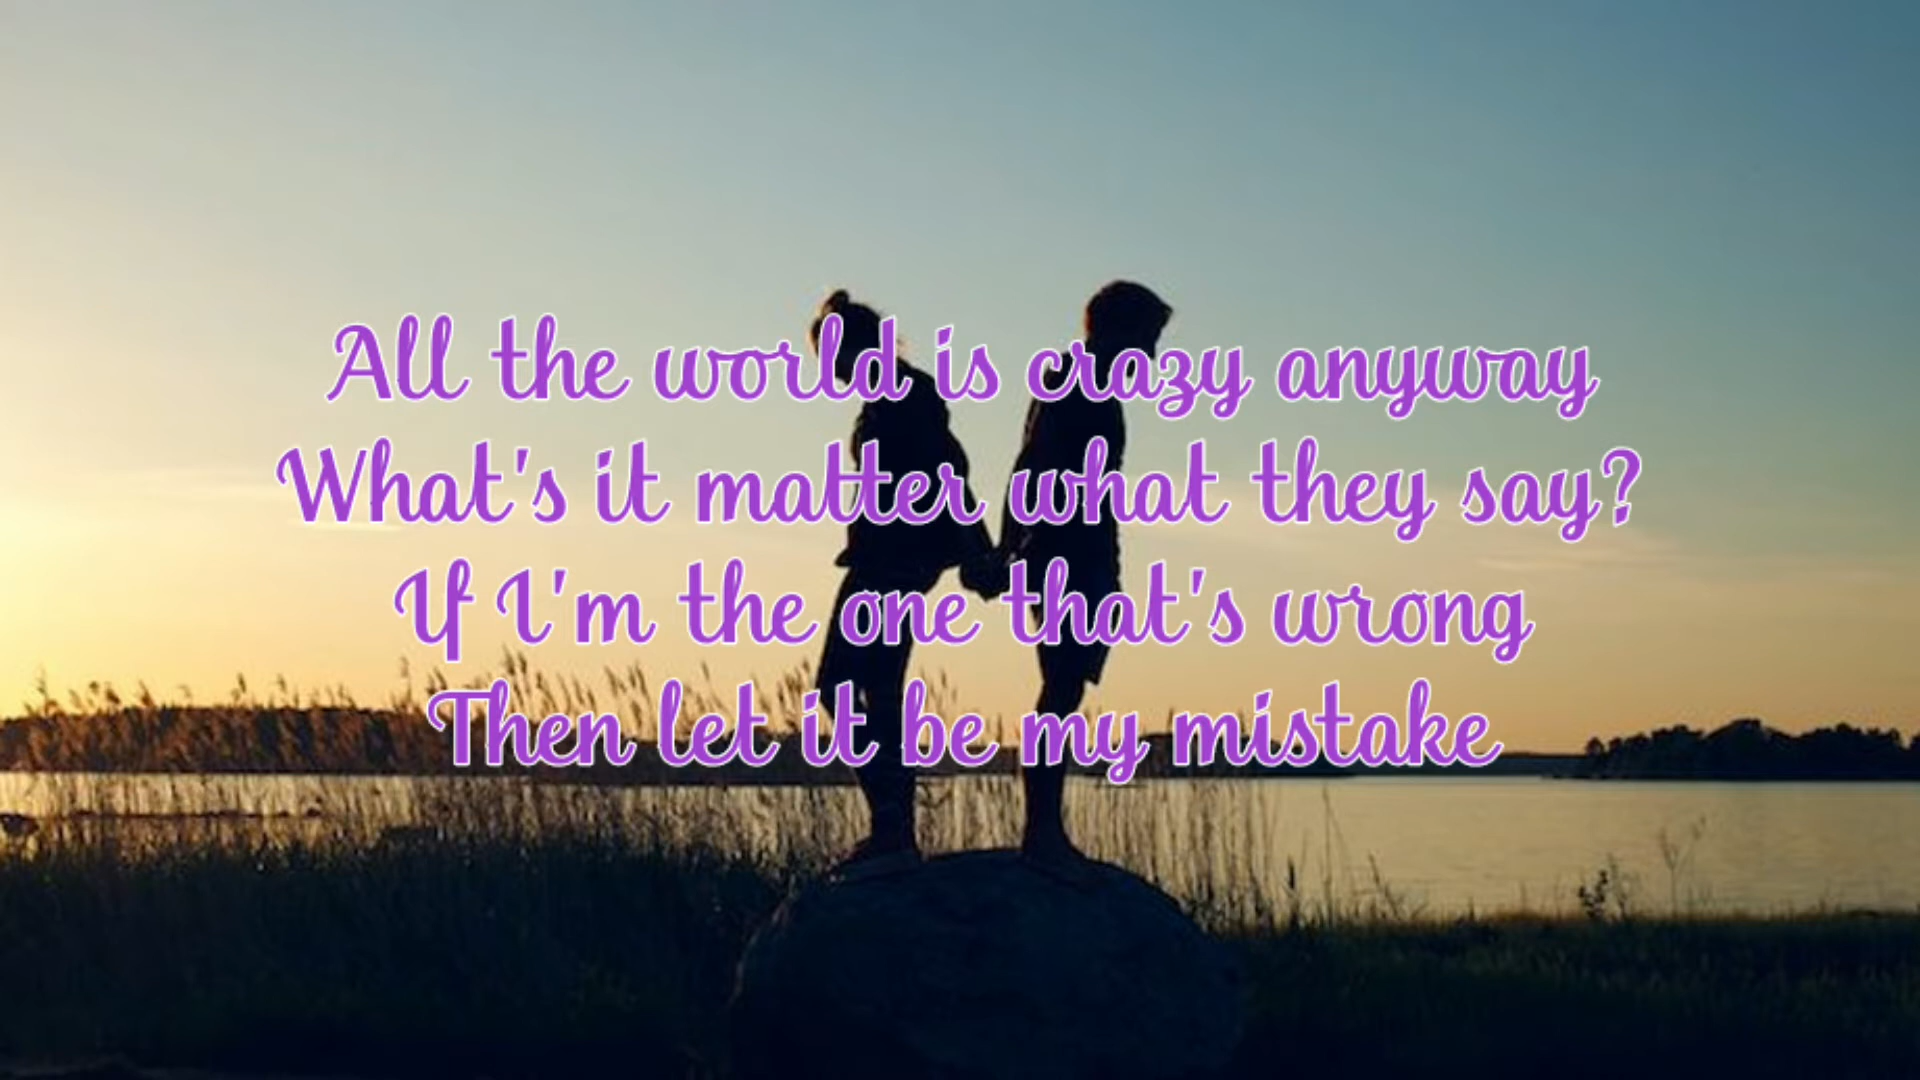 All the world is crazy anyway
What's it matter what they say?
If I'm the one that's wrong
Then let it be my mistake